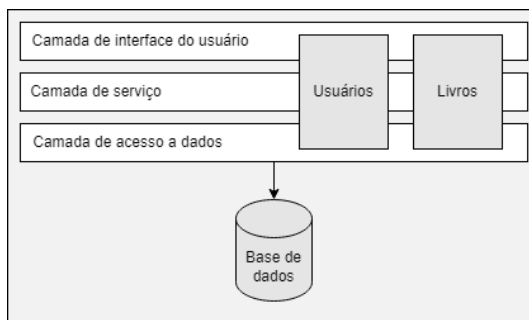 Camada de interface do usuário
Camada de serviço
Usuários
Livros
Camada de acesso a dados
Base de
dados